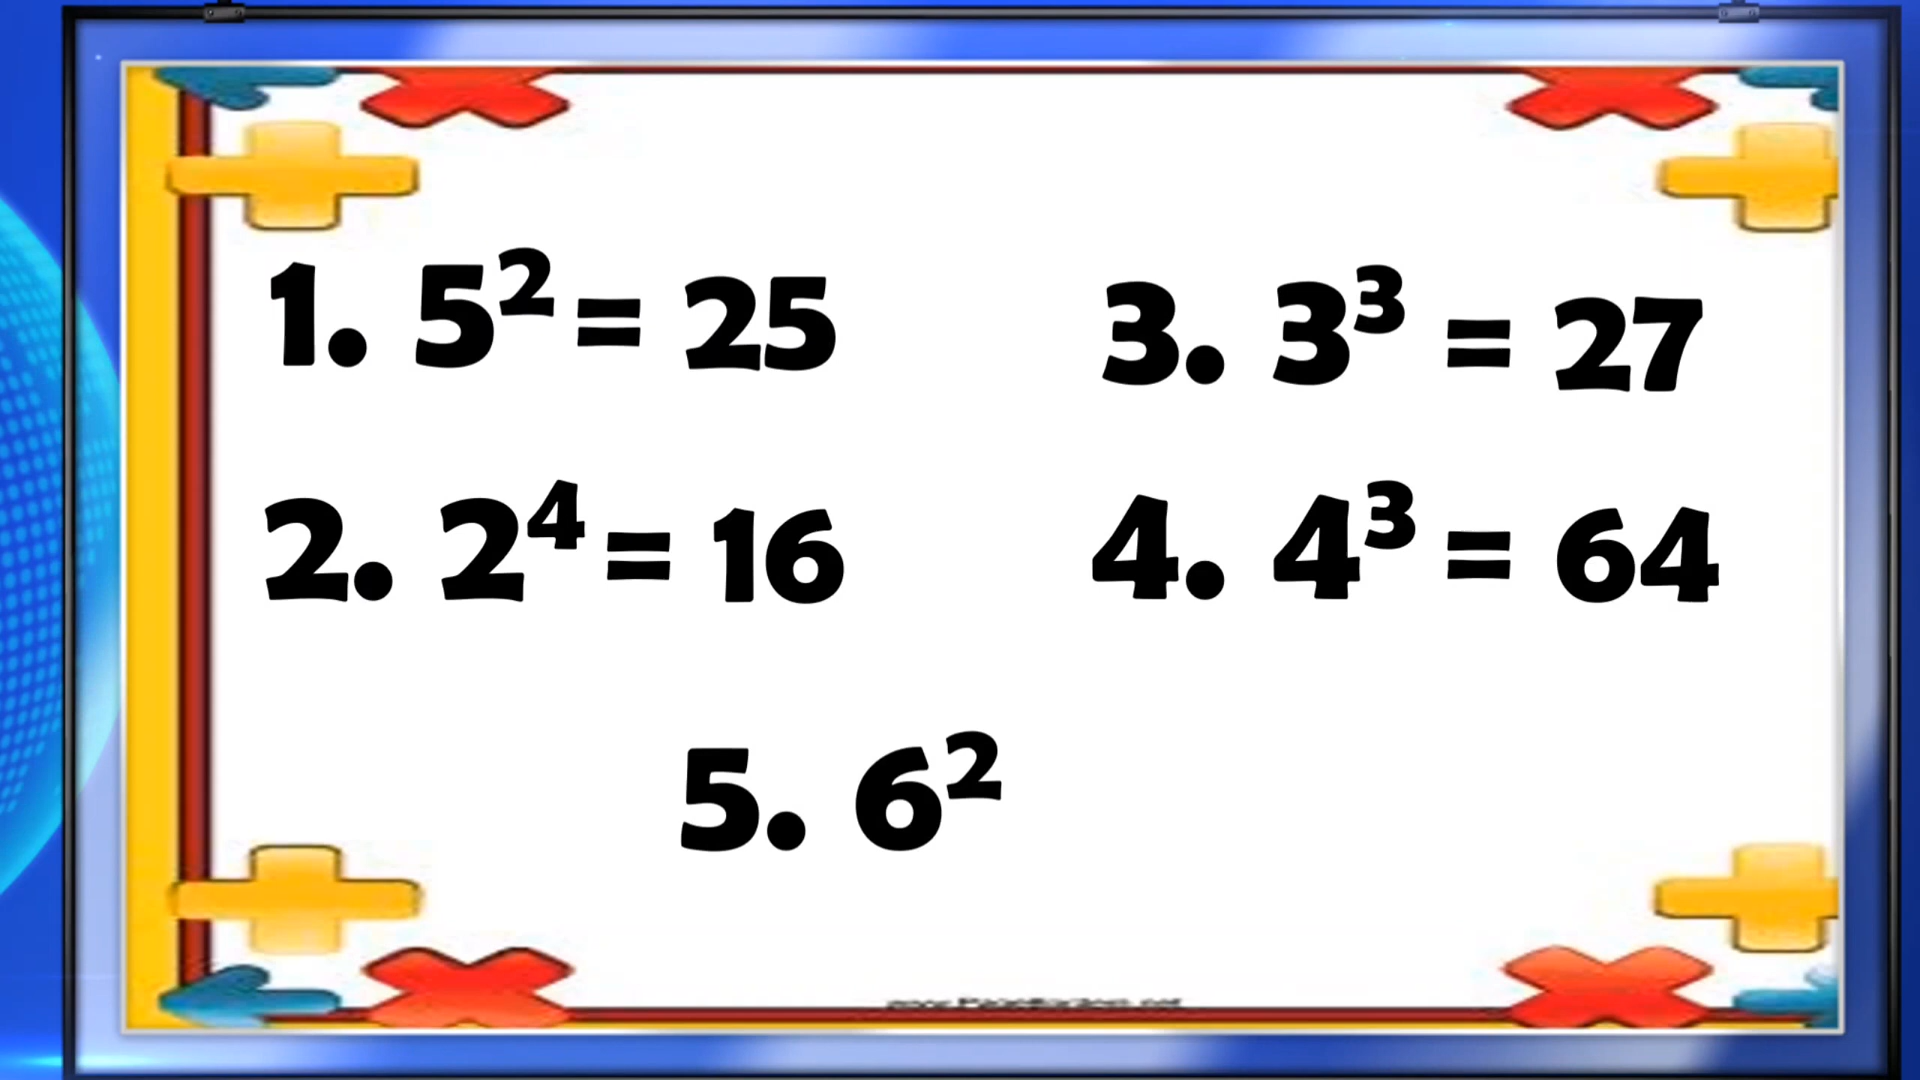 1. 5² = 25
2. 2⁴ = 16
3. 3³ = 27
4. 4³ = 64
5. 6²